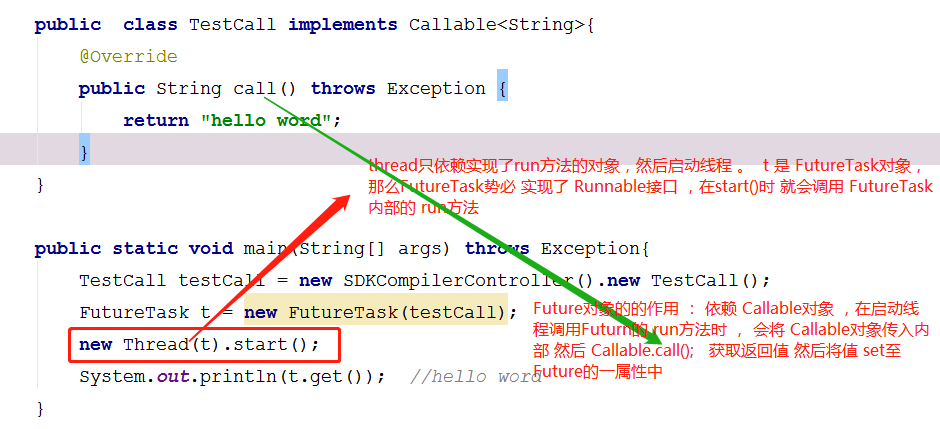 public class TestCall implements Callable<String>{
@Override
public String call() throws Exception {
return "hello word";
}
thread只依赖实现了run方法的对象，然后启动线程 。 t 是 FutureTask对象，
那么FutureTask势必 实现了 Runnable接口 ，在start()时 就会调用 FutureTask
内部的 run方法
}
public static void main(String[] args) throws Exception{
TestCall testCall = new SDKCompilerController().new TestCall();
FutureTask t = new FutureTask(testCall);
new Thread(t).start();
System.out.println(t.get()); //hello word
}
Future对象的的作用 ： 依赖 Callable对象 ，在启动线
程调用Futurn的 run方法时 ， 会将 Callable对象传入内
部 然后 Callable.call(); 获取返回值 然后将值 set至
Future的一属性中